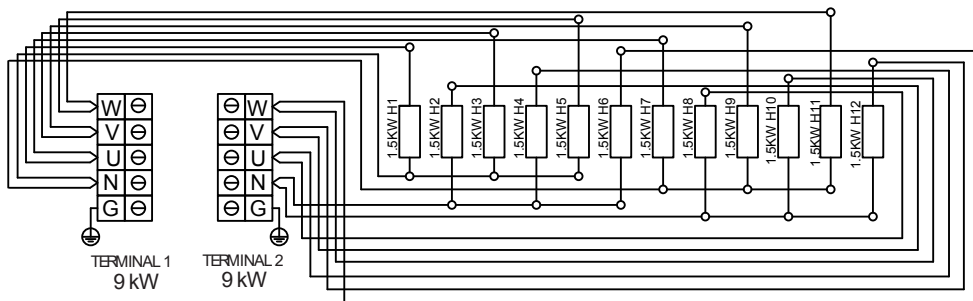 1.5KW H1
1.5KW H2
1.5KW H3
1.5KW H4
1.5KW H5
1.5KW H6
1.5KW H7
1.5KW H8
1.5KW H9
1.5KW H10
1.5KW H11
1.5KW H12
W
V
U
N
G
W
V
U
N
G
TERMINAL 1
9 kW
TERMINAL 2
9 kW